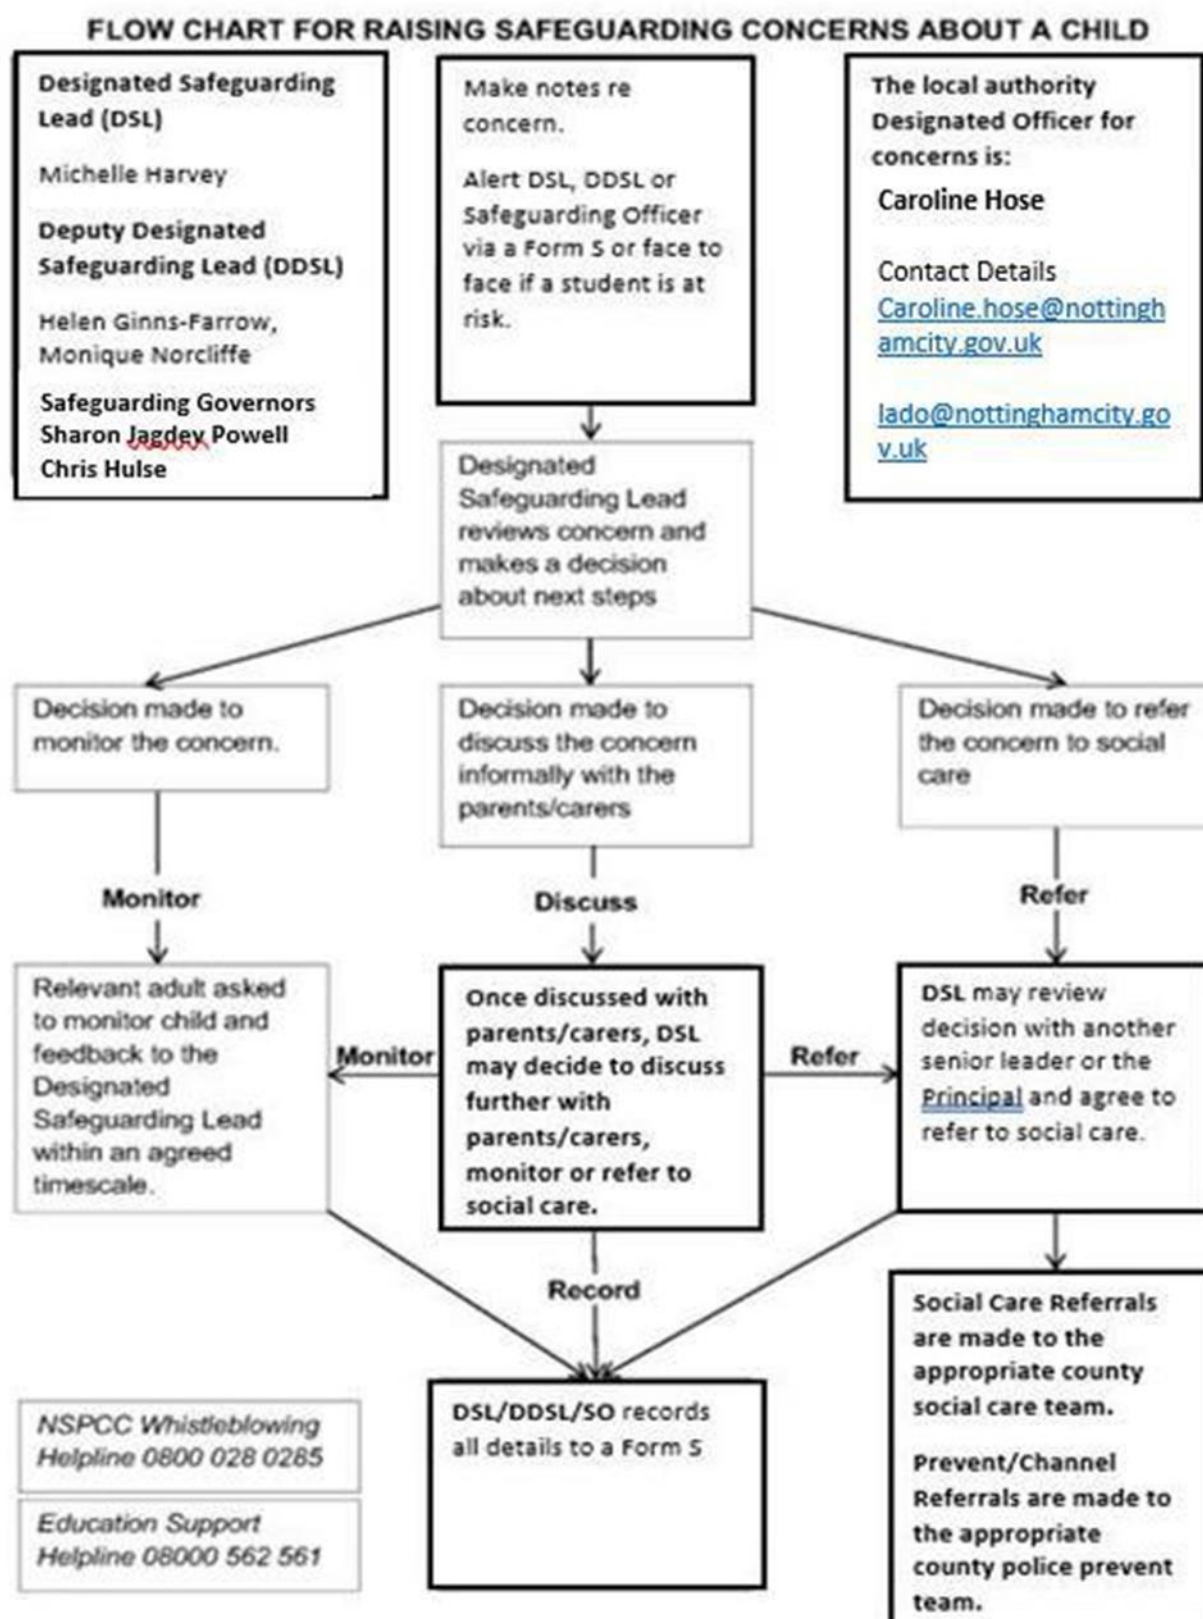 FLOW CHART FOR RAISING SAFEGUARDING CONCERNS ABOUT A CHILD
Designated Safeguarding
Lead (DSL)
Michelle Harvey
Deputy Designated
Safeguarding Lead (DDSL)
Helen Ginns-Farrow,
Monique Norcliffe
Safeguarding Governors
Sharon Jagdey Powell
Chris Hulse
Make notes re
concern.
Alert DSL, DDSL or
Safeguarding Officer
via a Form S or face to
face if a student is at
risk.
The local authority
Designated Officer for
concerns is:
Caroline Hose
Contact Details
Caroline.hose@nottingh
amcity.gov.uk
lado@nottinghamcity.go
v.uk
Designated
Safeguarding Lead
reviews concern and
makes a decision
about next steps
Decision made to
monitor the concern.
Decision made to
discuss the concern
informally with the
parents/carers
Decision made to refer
the concern to social
care
Monitor
Discuss
Refer
Relevant adult asked
to monitor child and
feedback to the
Designated
Safeguarding Lead
within an agreed
timescale.
Monitor
Once discussed with
parents/carers, DSL
may decide to discuss
further with
parents/carers,
monitor or refer to
social care.
Refer
DSL may review
decision with another
senior leader or the
Principal and agree to
refer to social care.
Record
Social Care Referrals
are made to the
appropriate county
social care team.
Prevent/Channel
Referrals are made to
the appropriate
county police prevent
team.
NSPCC Whistleblowing
Helpline 0800 028 0285
Education Support
Helpline 08000 562 561
DSL/DDSL/SO records
all details to a Form S